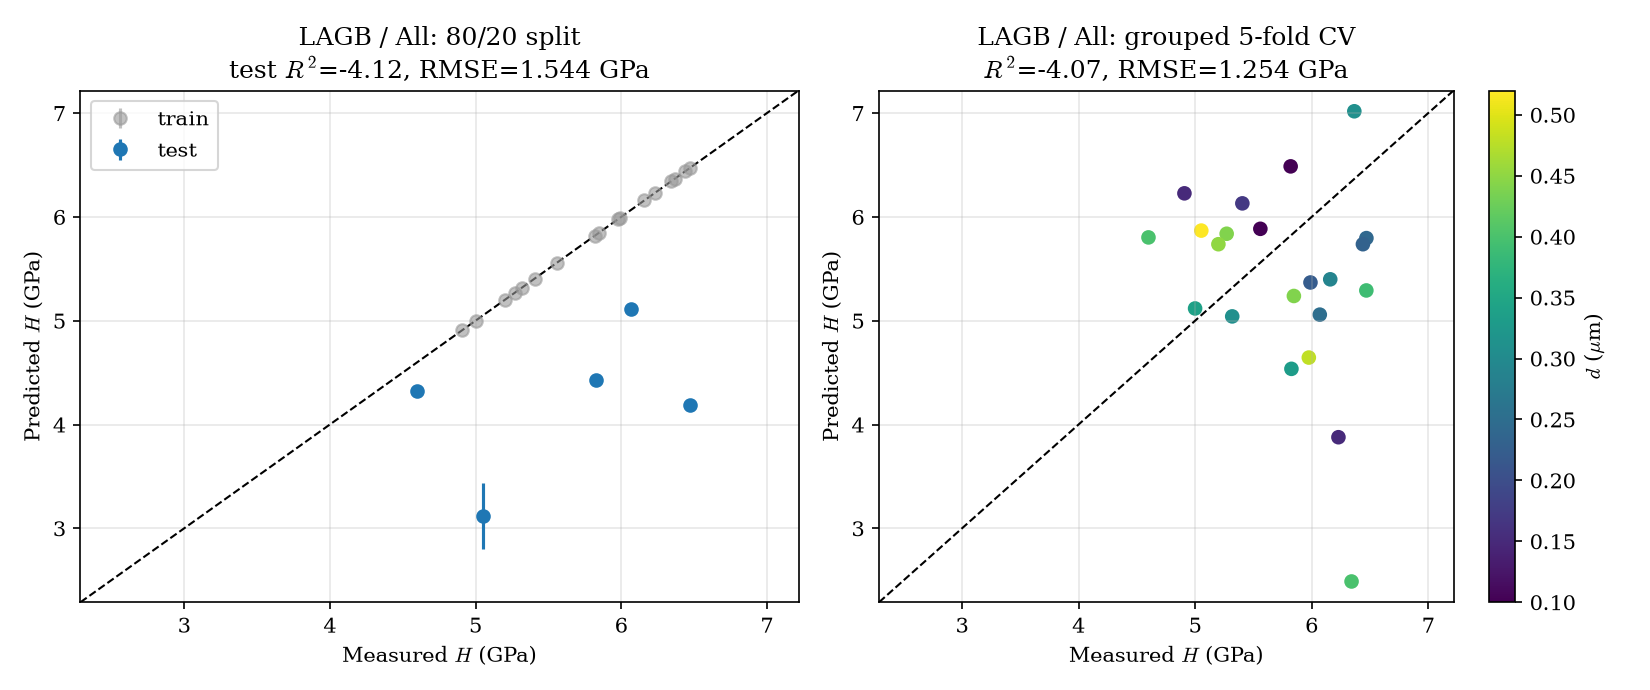 LAGB / All: 80/20 split
test R²=-4.12, RMSE=1.544 GPa
train
test
7
6
5
4
3
Predicted H (GPa)
3
4
5
6
7
Measured H (GPa)
LAGB / All: grouped 5-fold CV
R²=-4.07, RMSE=1.254 GPa
7
6
5
4
3
Predicted H (GPa)
3
4
5
6
7
Measured H (GPa)
0.50
0.45
0.40
0.35
0.30
0.25
0.20
0.15
0.10
d (μm)